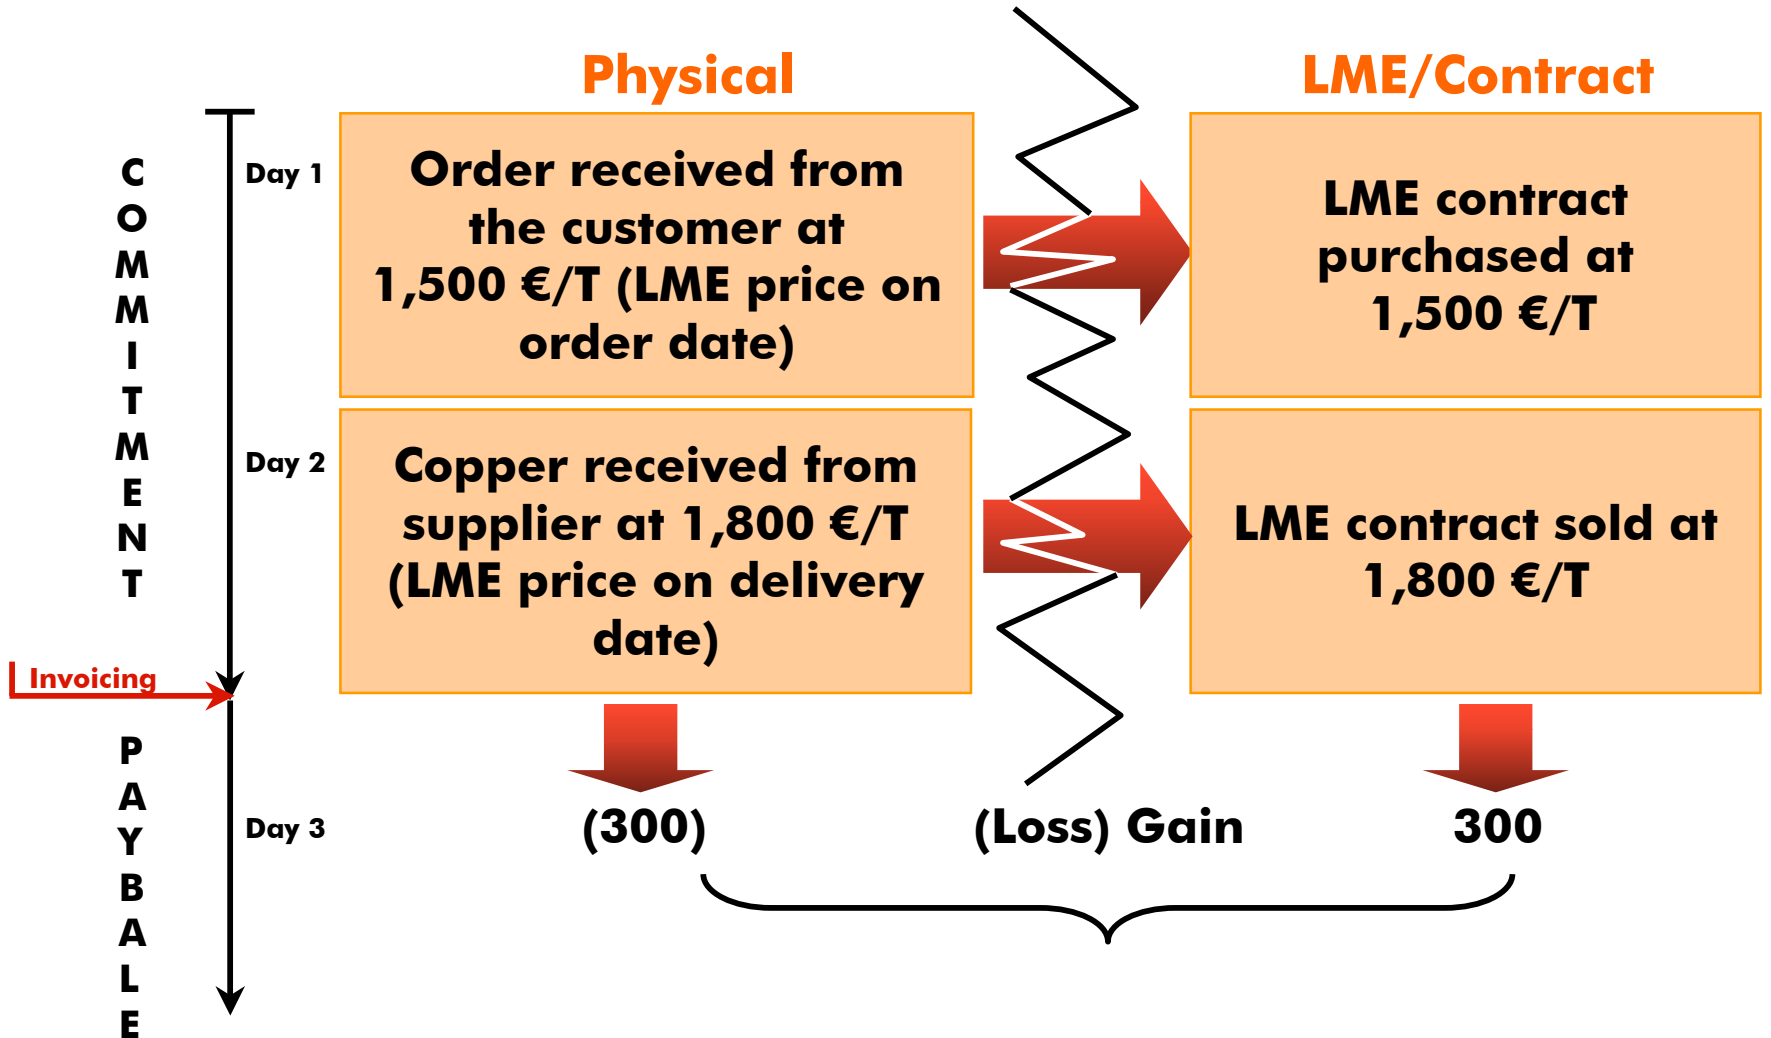 Physical
LME/Contract
COMMITMENT
Day 1
Order received from
the customer at
1,500 €/T (LME price on
order date)
LME contract
purchased at
1,500 €/T
Day 2
Copper received from
supplier at 1,800 €/T
(LME price on delivery
date)
LME contract sold at
1,800 €/T
Invoicing
PAYBALE
Day 3
(300)
(Loss) Gain
300